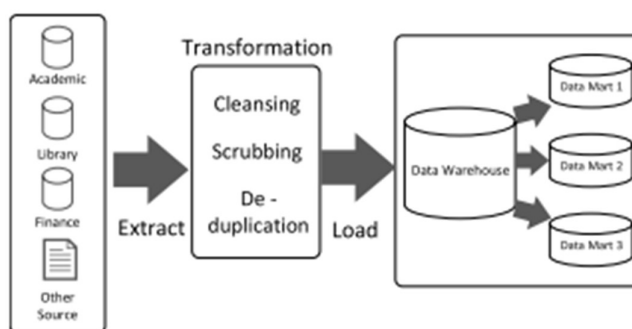 Academic
Library
Finance
Other
Source
Extract
Transformation
Cleansing
Scrubbing
De -
duplication
Load
Data Warehouse
Data Mart 1
Data Mart 2
Data Mart 3